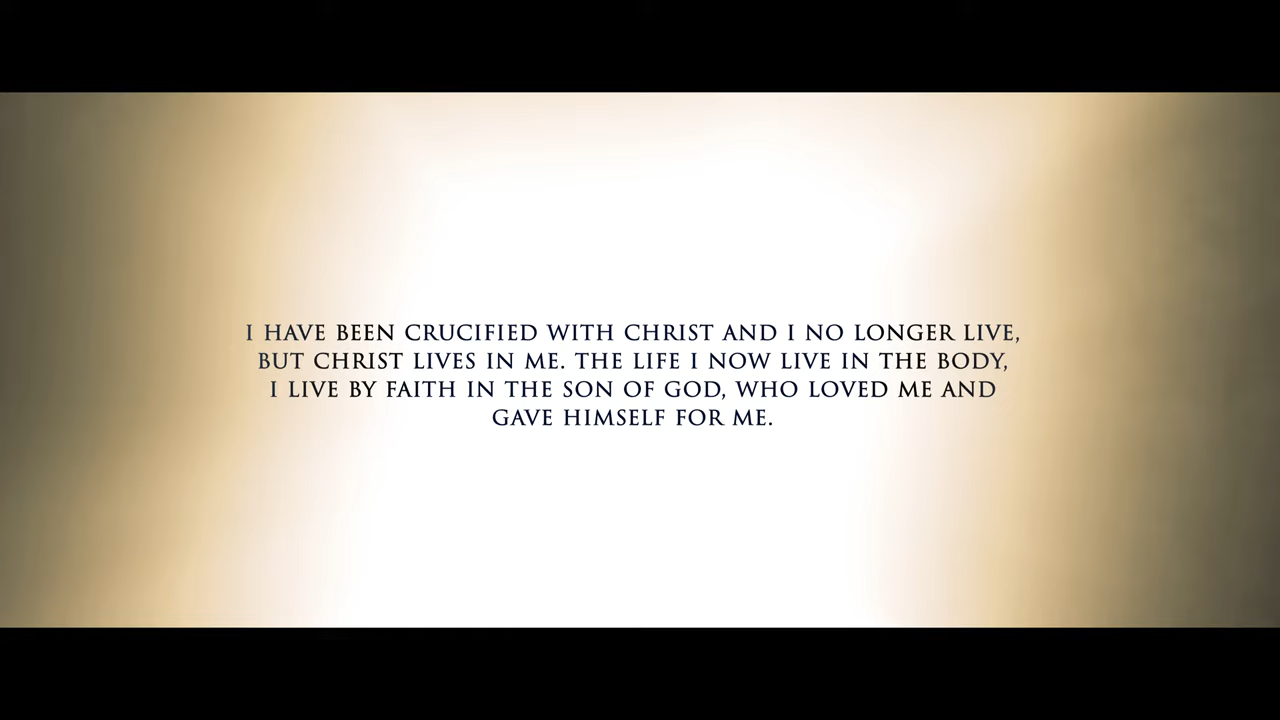 I HAVE BEEN CRUCIFIED WITH CHRIST AND I NO LONGER LIVE,
BUT CHRIST LIVES IN ME. THE LIFE I NOW LIVE IN THE BODY,
I LIVE BY FAITH IN THE SON OF GOD, WHO LOVED ME AND
GAVE HIMSELF FOR ME.